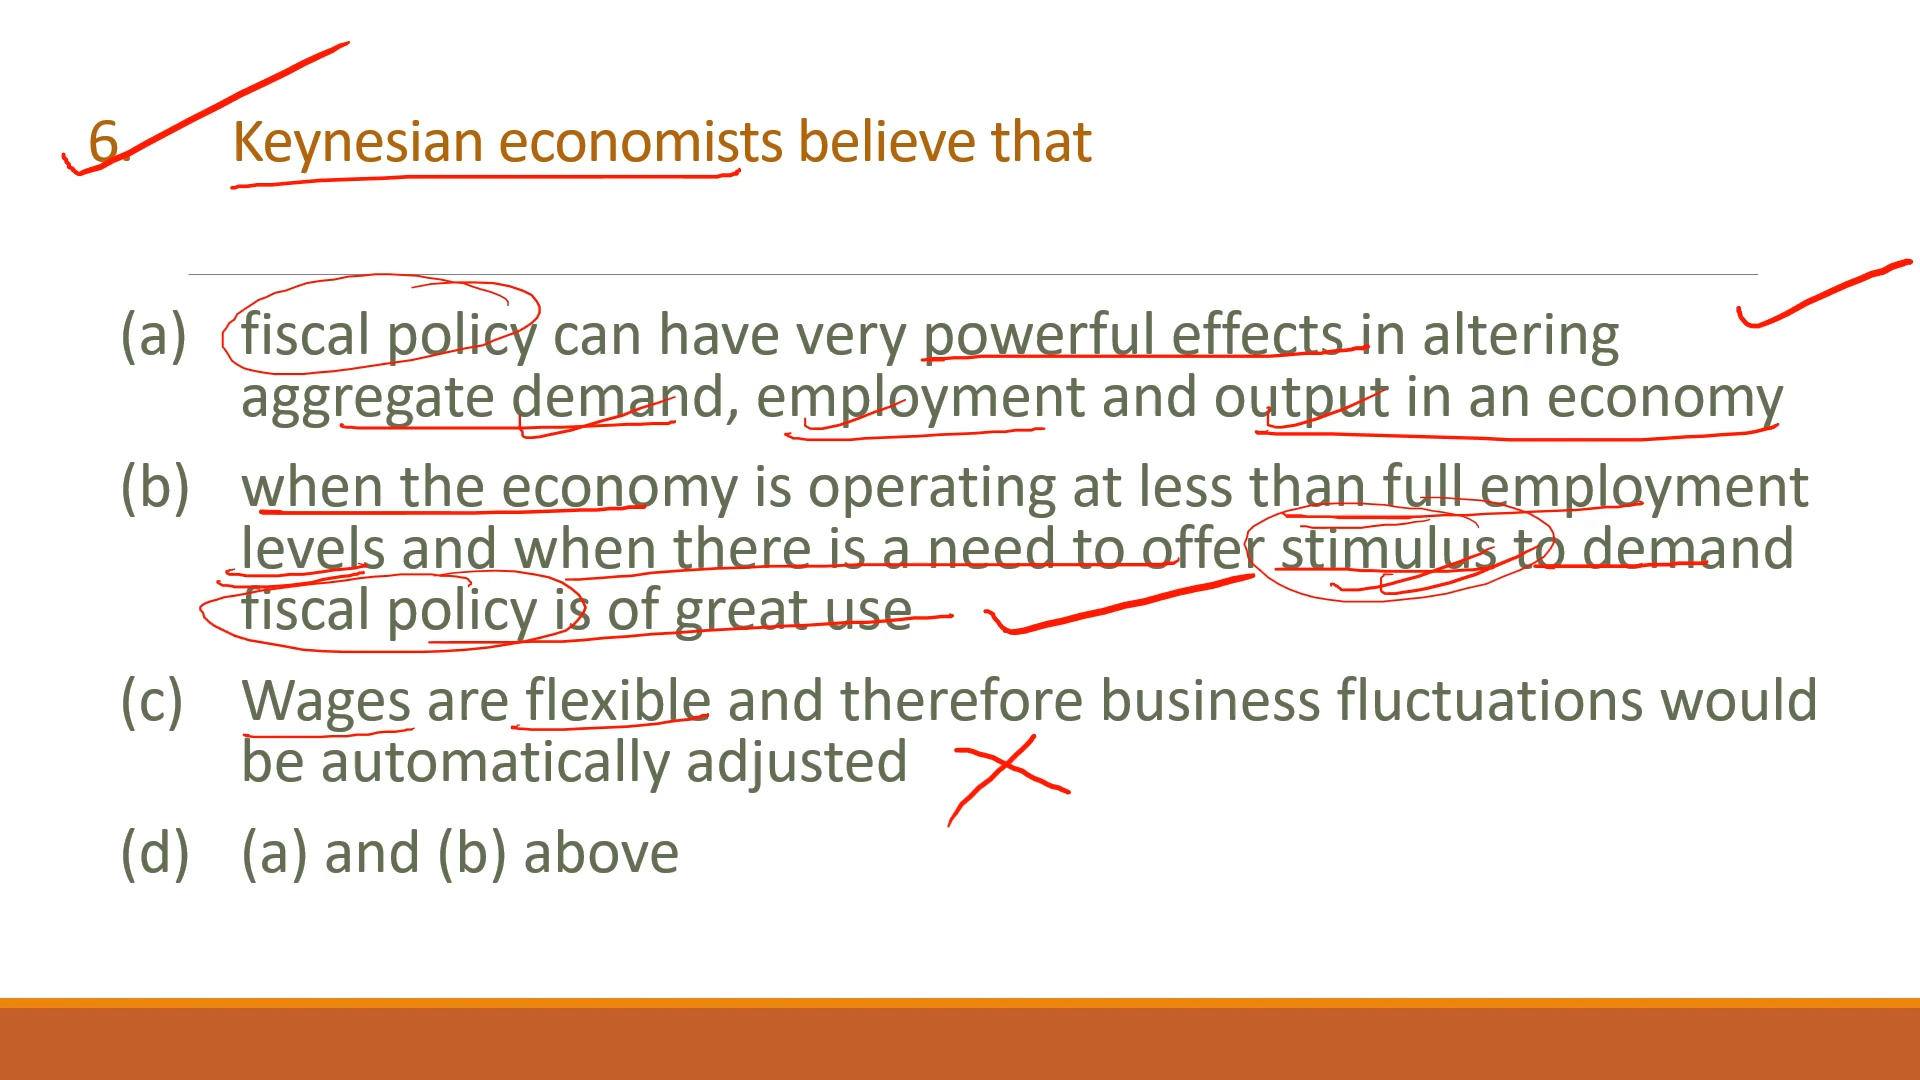 6. Keynesian economists believe that
(a) fiscal policy can have very powerful effects in altering
aggregate demand, employment and output in an economy
(b) when the economy is operating at less than full employment
levels and when there is a need to offer stimulus to demand
fiscal policy is of great use
(c) Wages are flexible and therefore business fluctuations would
be automatically adjusted
(d) (a) and (b) above